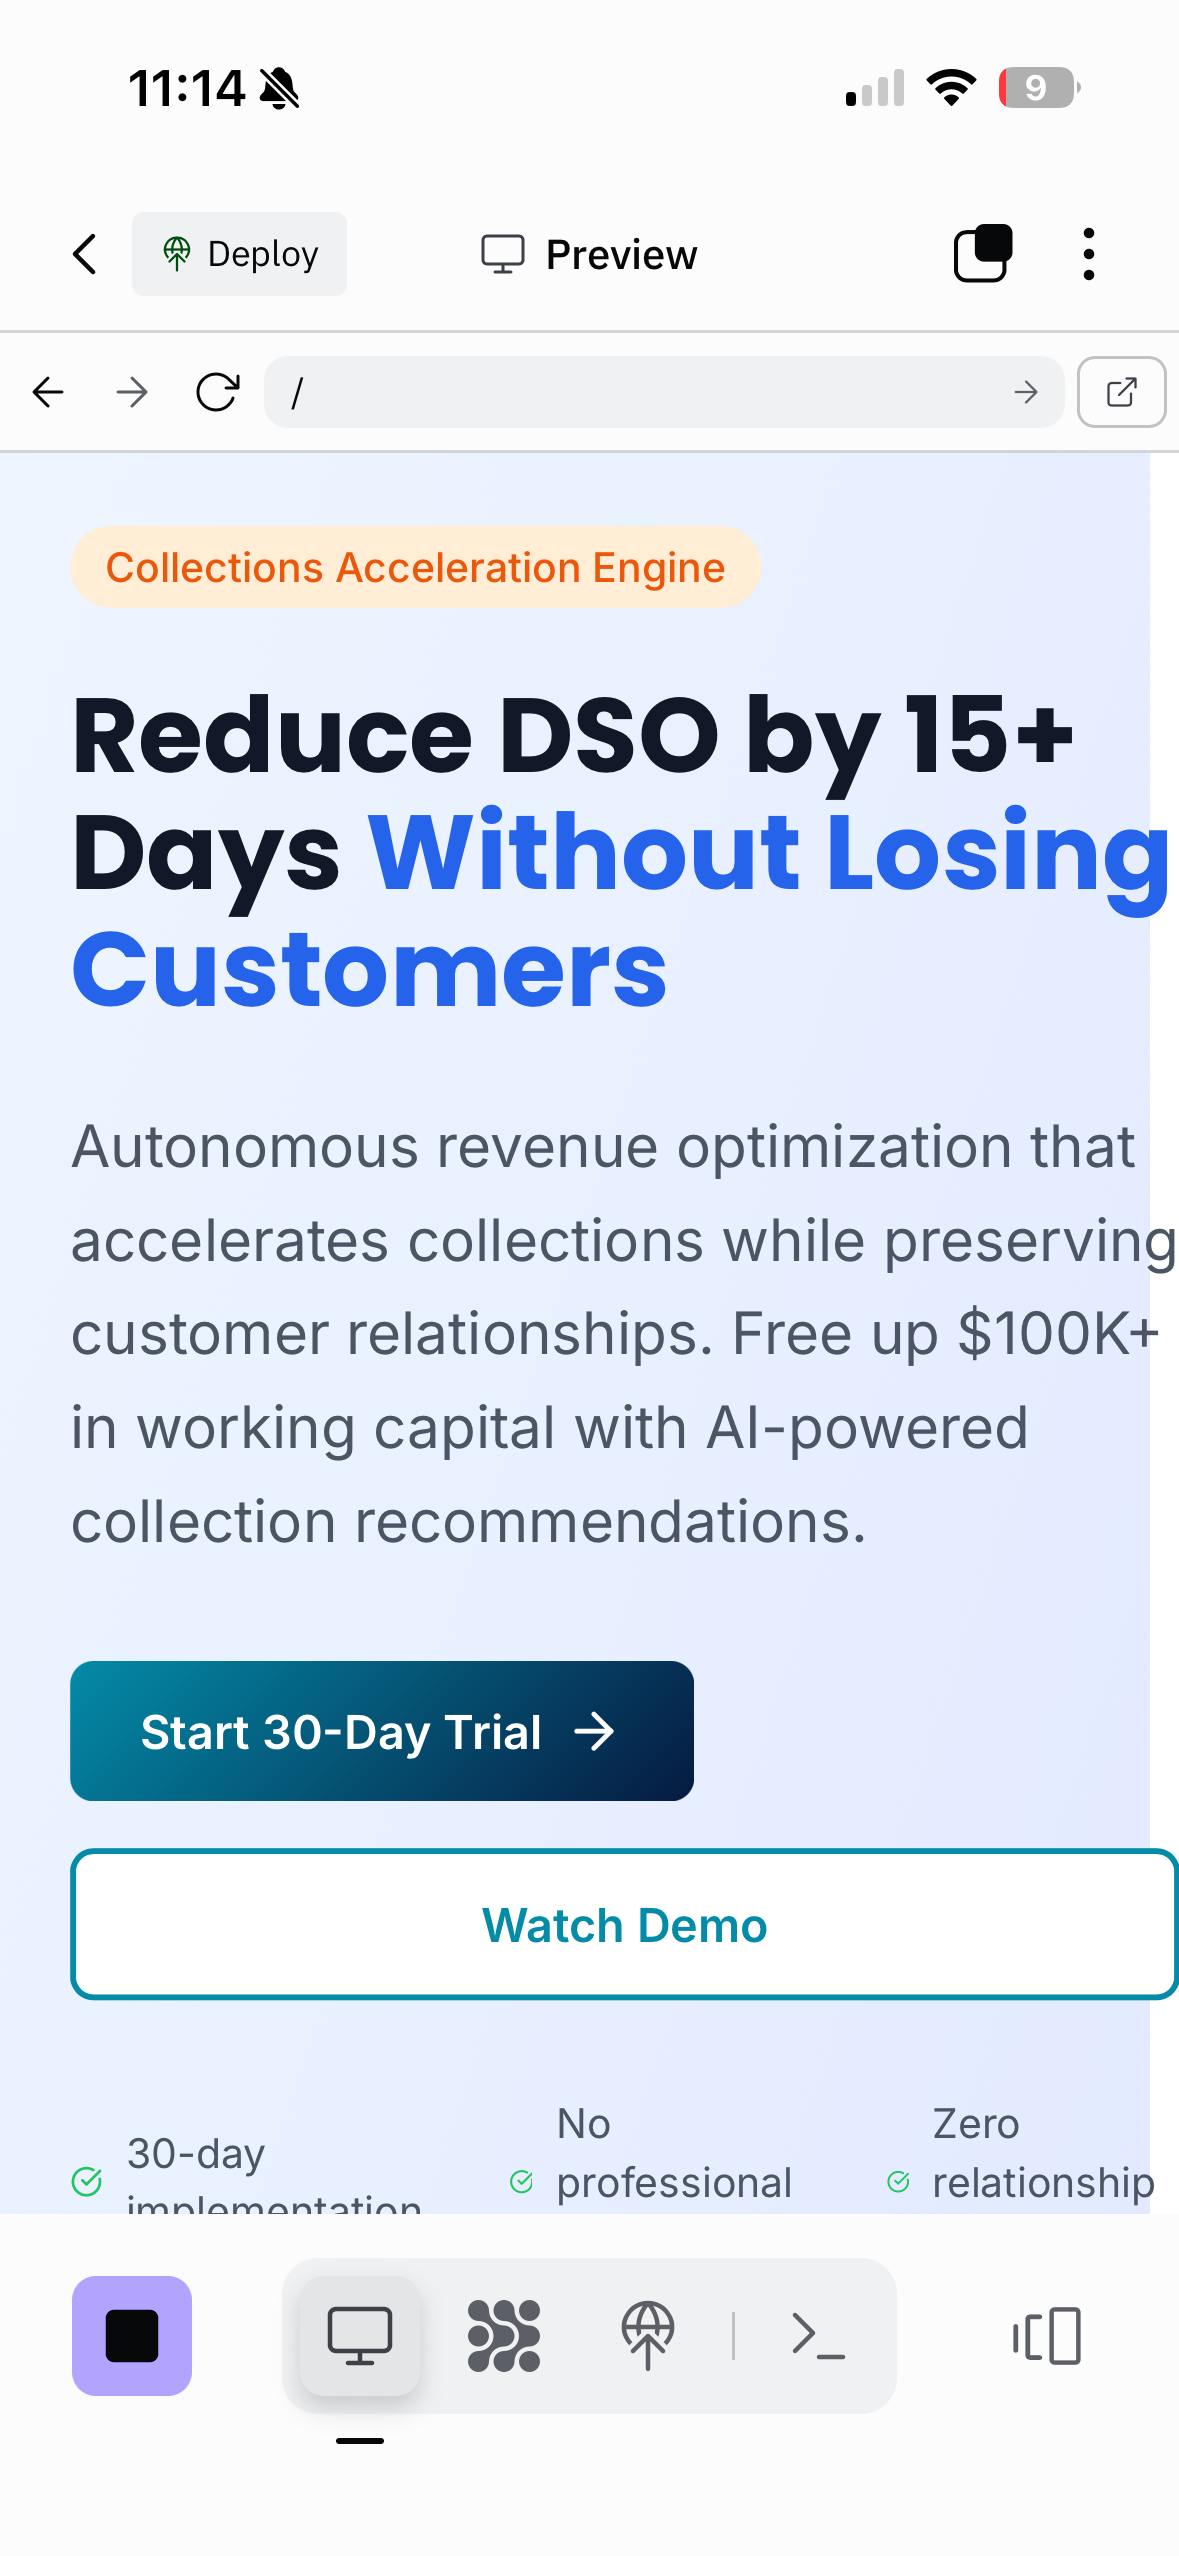 11:14
9
Deploy
Preview
/
Collections Acceleration Engine
Reduce DSO by 15+
Days Without Losing
Customers
Autonomous revenue optimization that
accelerates collections while preserving
customer relationships. Free up $100K+
in working capital with AI-powered
collection recommendations.
Start 30-Day Trial
Watch Demo
30-day
implementation
No
professional
Zero
relationship